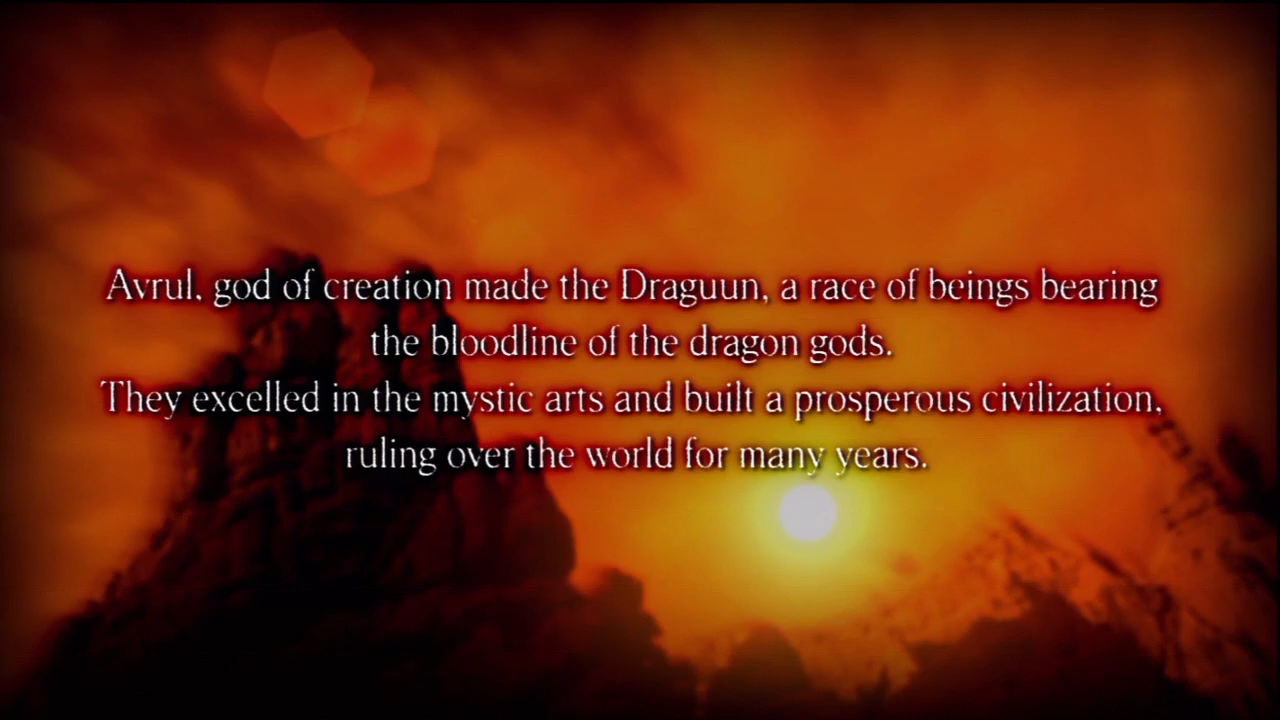 Avrul, god of creation made the Draguun, a race of beings bearing
the bloodline of the dragon gods.
They excelled in the mystic arts and built a prosperous civilization,
ruling over the world for many years.